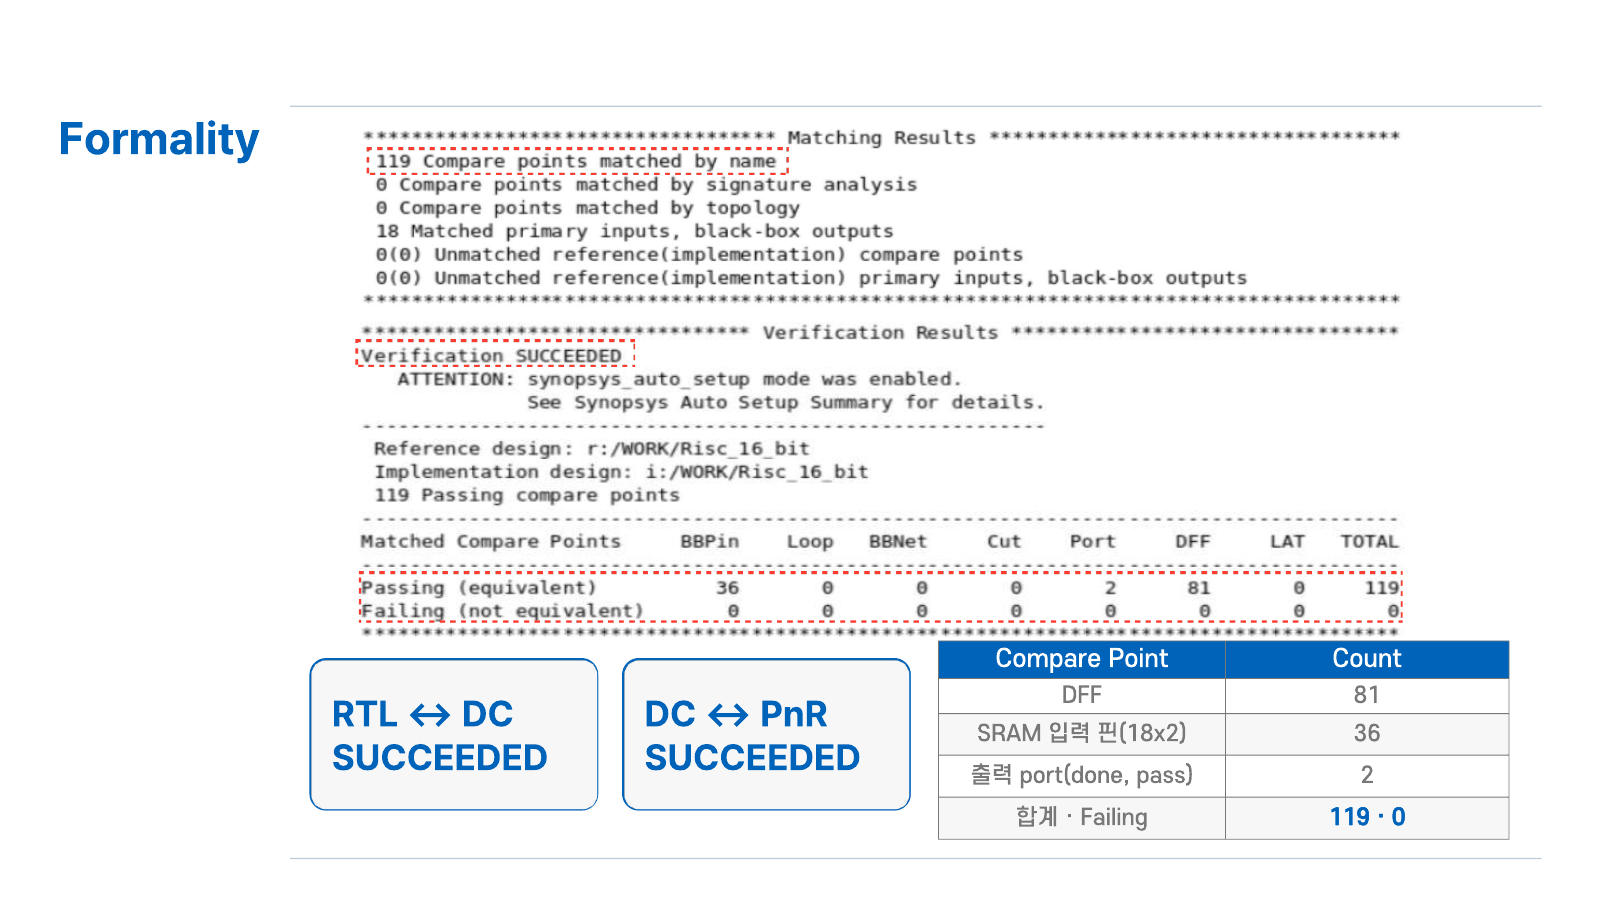 Formality
*********************************** Matching Results ***********************************
119 Compare points matched by name
0 Compare points matched by signature analysis
0 Compare points matched by topology
18 Matched primary inputs, black-box outputs
0(0) Unmatched reference(implementation) compare points
0(0) Unmatched reference(implementation) primary inputs, black-box outputs
****************************************************************************************
********************************* Verification Results *********************************
Verification SUCCEEDED
ATTENTION: synopsys_auto_setup mode was enabled.
See Synopsys Auto Setup Summary for details.
----------------------------------------------------------
Reference design: r:/WORK/Risc_16_bit
Implementation design: i:/WORK/Risc_16_bit
119 Passing compare points
----------------------------------------------------------------------------------------
Matched Compare Points BBPin Loop BBNet Cut Port DFF LAT TOTAL
----------------------------------------------------------------------------------------
Passing (equivalent) 36 0 0 0 2 81 0 119
Failing (not equivalent) 0 0 0 0 0 0 0 0
****************************************************************************************
RTL ↔ DC
SUCCEEDED
DC ↔ PnR
SUCCEEDED
Compare Point Count
DFF 81
SRAM 입력 핀(18x2) 36
출력 port(done, pass) 2
합계 · Failing 119 · 0